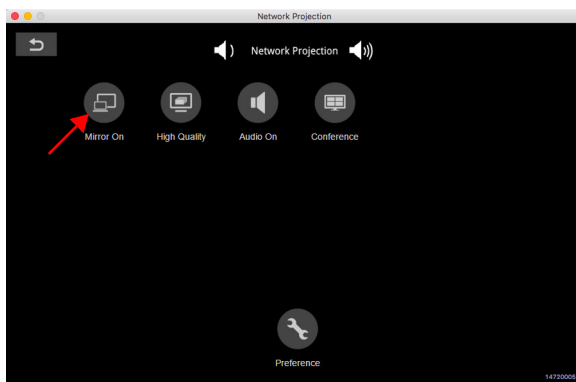 Network Projection
Network Projection
Mirror On
High Quality
Audio On
Conference
Preference
14720005